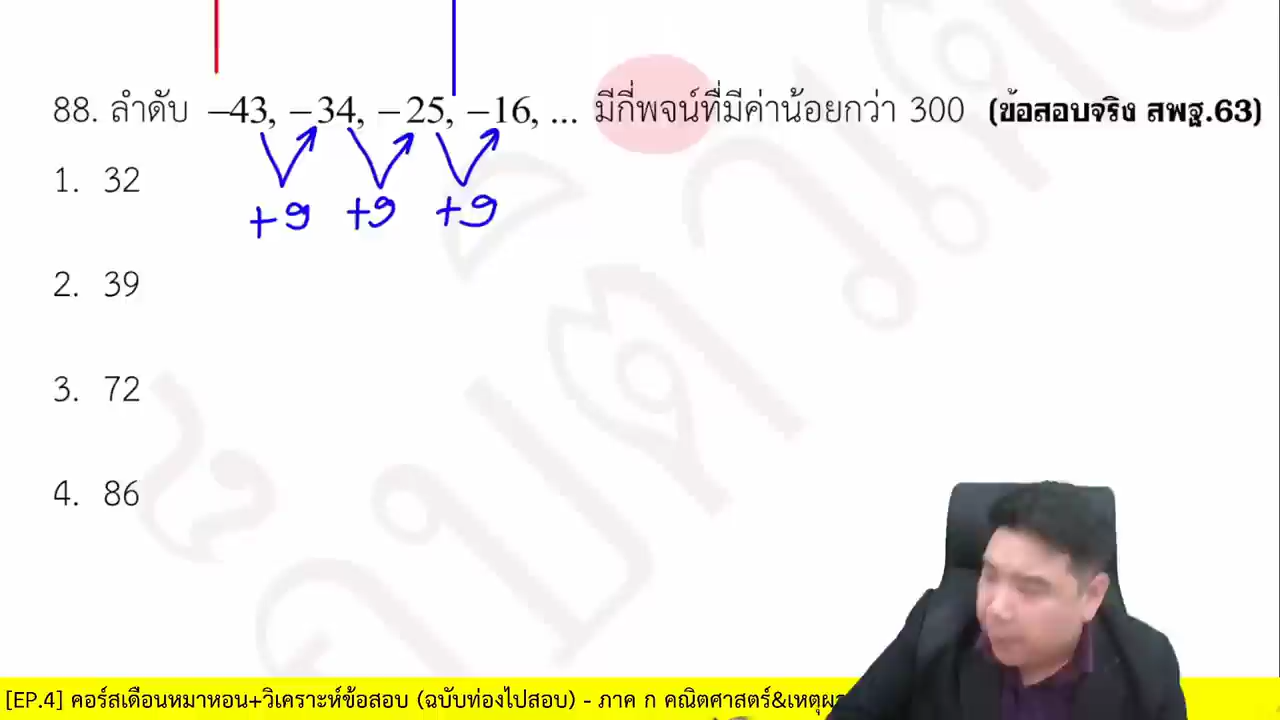 88. ลำดับ −43, −34, −25, −16, ... มีกี่พจน์ที่มีค่าน้อยกว่า 300 (ข้อสอบจริง สพฐ.63)
+9 +9 +9
1. 32
2. 39
3. 72
4. 86
[EP.4] คอร์สเดือนหมาหอน+วิเคราะห์ข้อสอบ (ฉบับท่องไปสอบ) - ภาค ก คณิตศาสตร์&เหตุผ